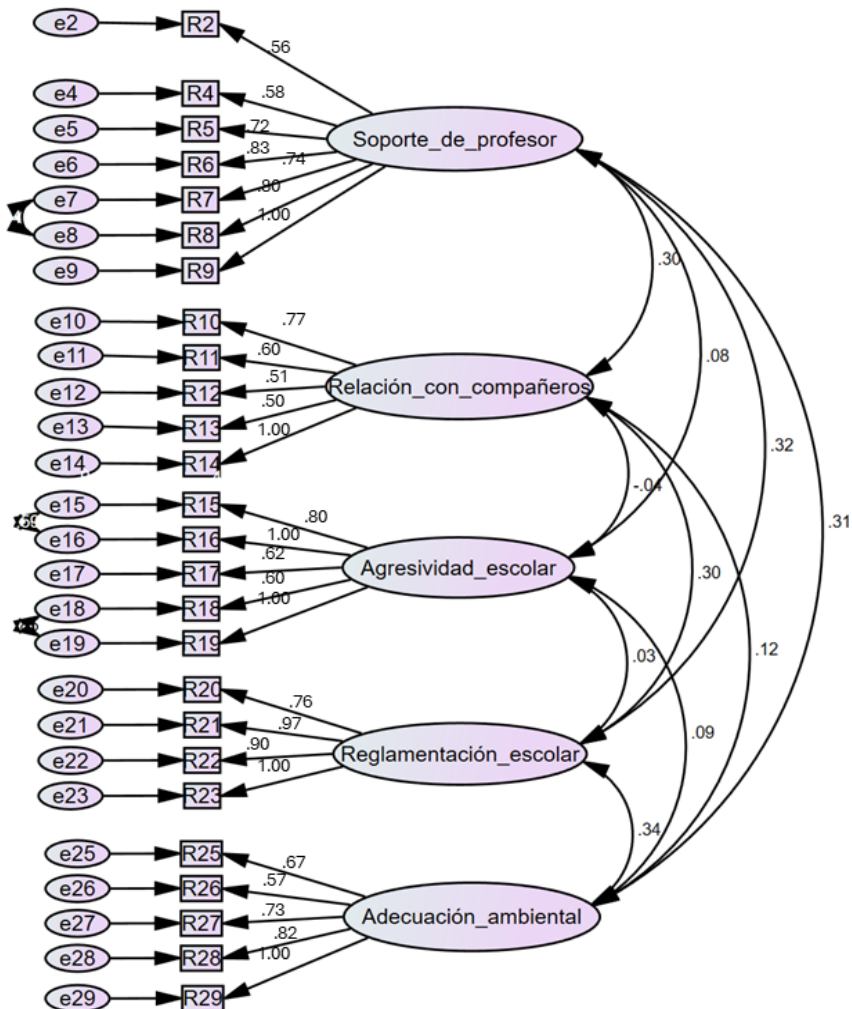 e2 R2 .56
e4 R4 .58
e5 R5 .72
Soporte_de_profesor
e6 R6 .83 .74
e7 R7 .80
e8 R8 1.00
e9 R9
.30
.08
.32
.31
e10 R10 .77
e11 R11 .60
e12 R12 .51
Relación_con_compañeros
e13 R13 .50
e14 R14 1.00
-.04
.30
.12
e15 R15 .80
e16 R16 1.00
e17 R17 .62
Agresividad_escolar
e18 R18 .60
e19 R19 1.00
.03
.09
e20 R20 .76
e21 R21 .97
e22 R22 .90
Reglamentación_escolar
e23 R23 1.00
.34
e25 R25 .67
e26 R26 .57
e27 R27 .73
Adecuación_ambiental
e28 R28 .82
e29 R29 1.00